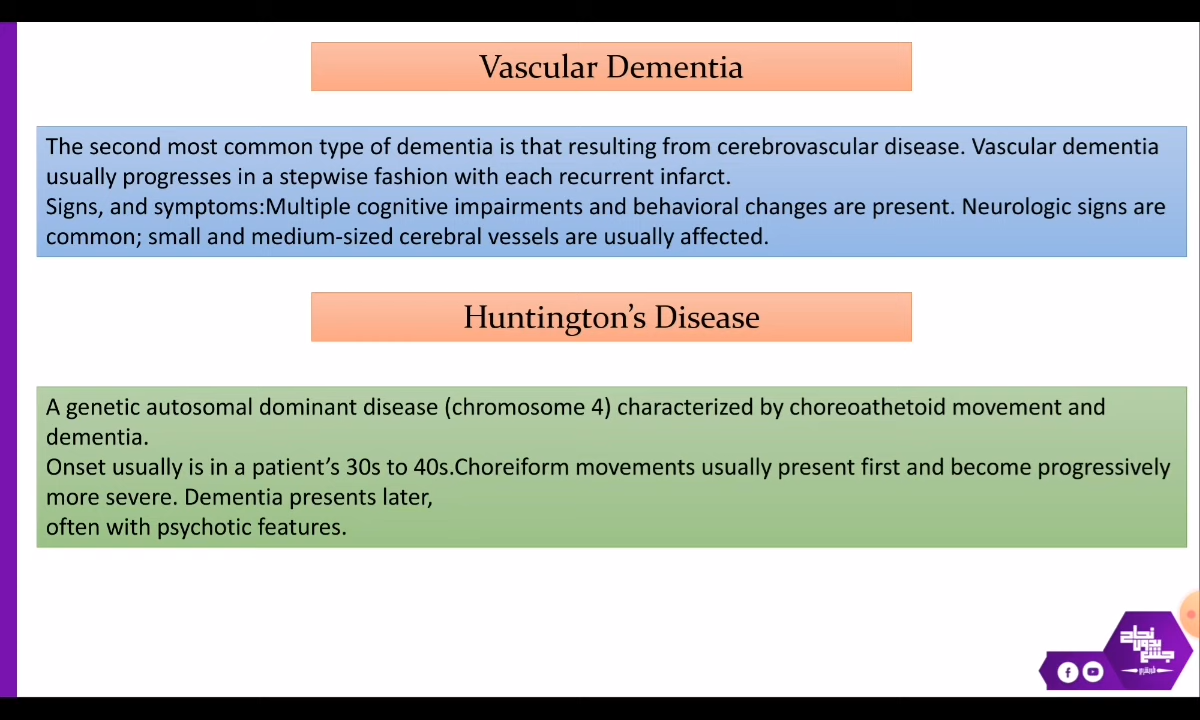 Vascular Dementia
The second most common type of dementia is that resulting from cerebrovascular disease. Vascular dementia
usually progresses in a stepwise fashion with each recurrent infarct.
Signs, and symptoms:Multiple cognitive impairments and behavioral changes are present. Neurologic signs are
common; small and medium-sized cerebral vessels are usually affected.
Huntington’s Disease
A genetic autosomal dominant disease (chromosome 4) characterized by choreoathetoid movement and
dementia.
Onset usually is in a patient’s 30s to 40s.Choreiform movements usually present first and become progressively
more severe. Dementia presents later,
often with psychotic features.
نجاح
بدون
جشع